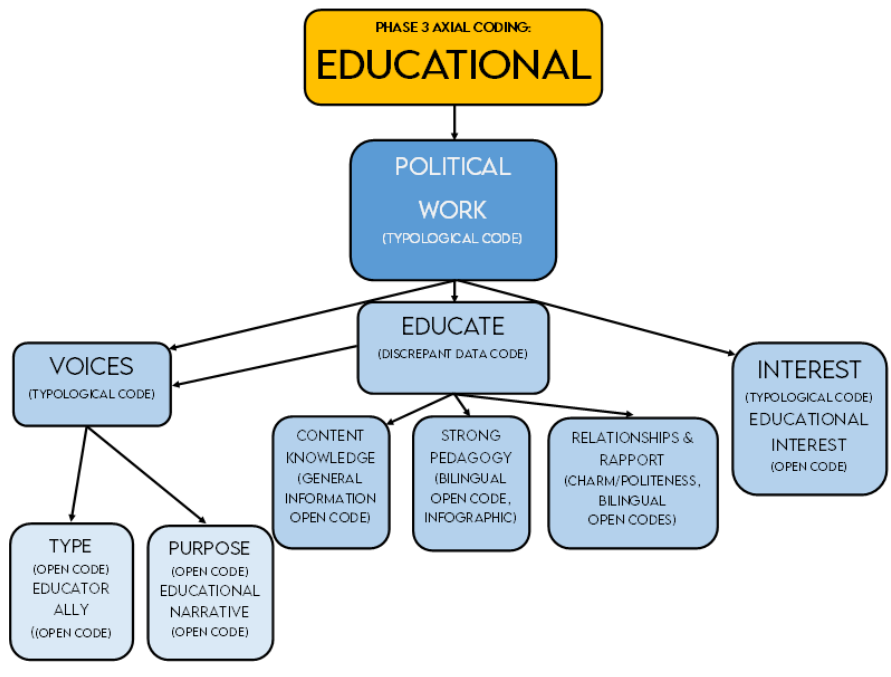 PHASE 3 AXIAL CODING:
EDUCATIONAL
POLITICAL
WORK
(TYPOLOGICAL CODE)
EDUCATE
(DISCREPANT DATA CODE)
VOICES
(TYPOLOGICAL CODE)
INTEREST
(TYPOLOGICAL CODE)
EDUCATIONAL
INTEREST
(OPEN CODE)
CONTENT
KNOWLEDGE
(GENERAL
INFORMATION
OPEN CODE)
STRONG
PEDAGOGY
(BILINGUAL
OPEN CODE,
INFOGRAPHIC)
RELATIONSHIPS &
RAPPORT
(CHARM/POLITENESS,
BILINGUAL
OPEN CODES)
TYPE
(OPEN CODE)
EDUCATOR
ALLY
((OPEN CODE)
PURPOSE
(OPEN CODE)
EDUCATIONAL
NARRATIVE
(OPEN CODE)